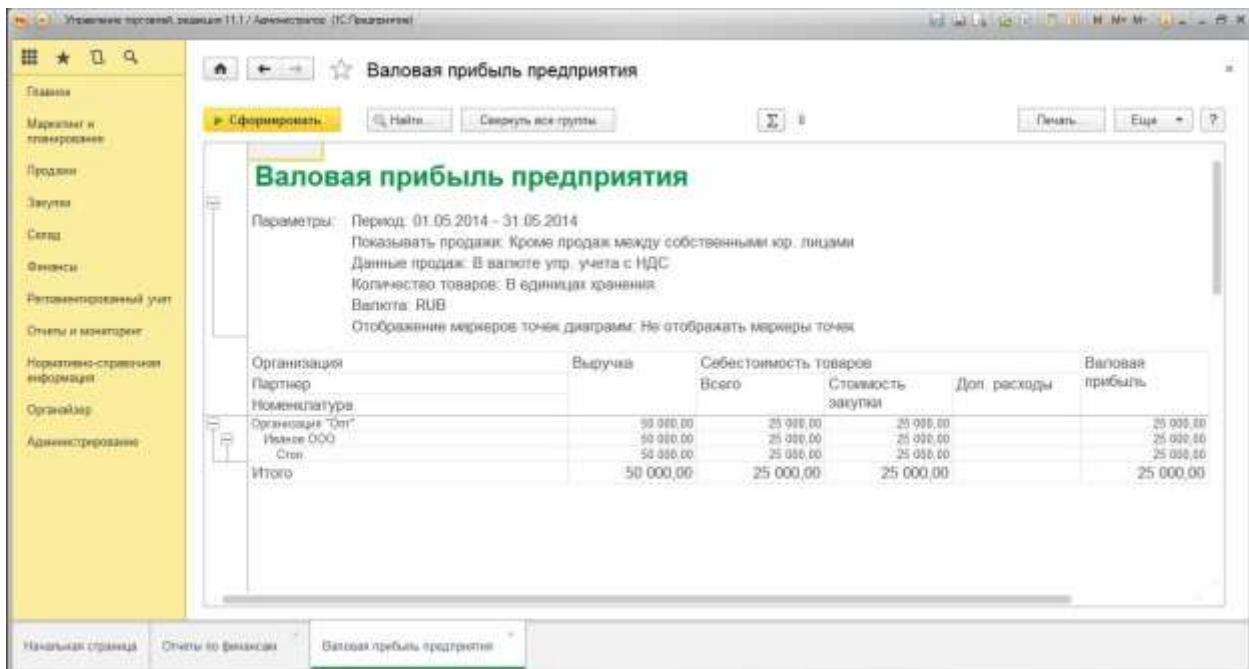 Управление торговлей, редакция 11.1 / Администратор (1С:Предприятие)
M M+ M-
Главное
Маркетинг и
планирование
Продажи
Закупки
Склад
Финансы
Регламентированный учет
Отчеты и мониторинг
Нормативно-справочная
информация
Органайзер
Администрирование
Валовая прибыль предприятия
Сформировать
Найти...
Свернуть все группы
Σ 0
Печать...
Еще
?
Валовая прибыль предприятия
Параметры: Период: 01.05.2014 - 31.05.2014
Показывать продажи: Кроме продаж между собственными юр. лицами
Данные продаж: В валюте упр. учета с НДС
Количество товаров: В единицах хранения
Валюта: RUB
Отображение маркеров точек диаграмм: Не отображать маркеры точек
Организация Выручка Себестоимость товаров Валовая
Партнер Всего Стоимость Доп. расходы прибыль
Номенклатура закупки
Организация "Опт" 50 000,00 25 000,00 25 000,00 25 000,00
Иванов ООО 50 000,00 25 000,00 25 000,00 25 000,00
Стол 50 000,00 25 000,00 25 000,00 25 000,00
Итого 50 000,00 25 000,00 25 000,00 25 000,00
Начальная страница
Отчеты по финансам
Валовая прибыль предприятия